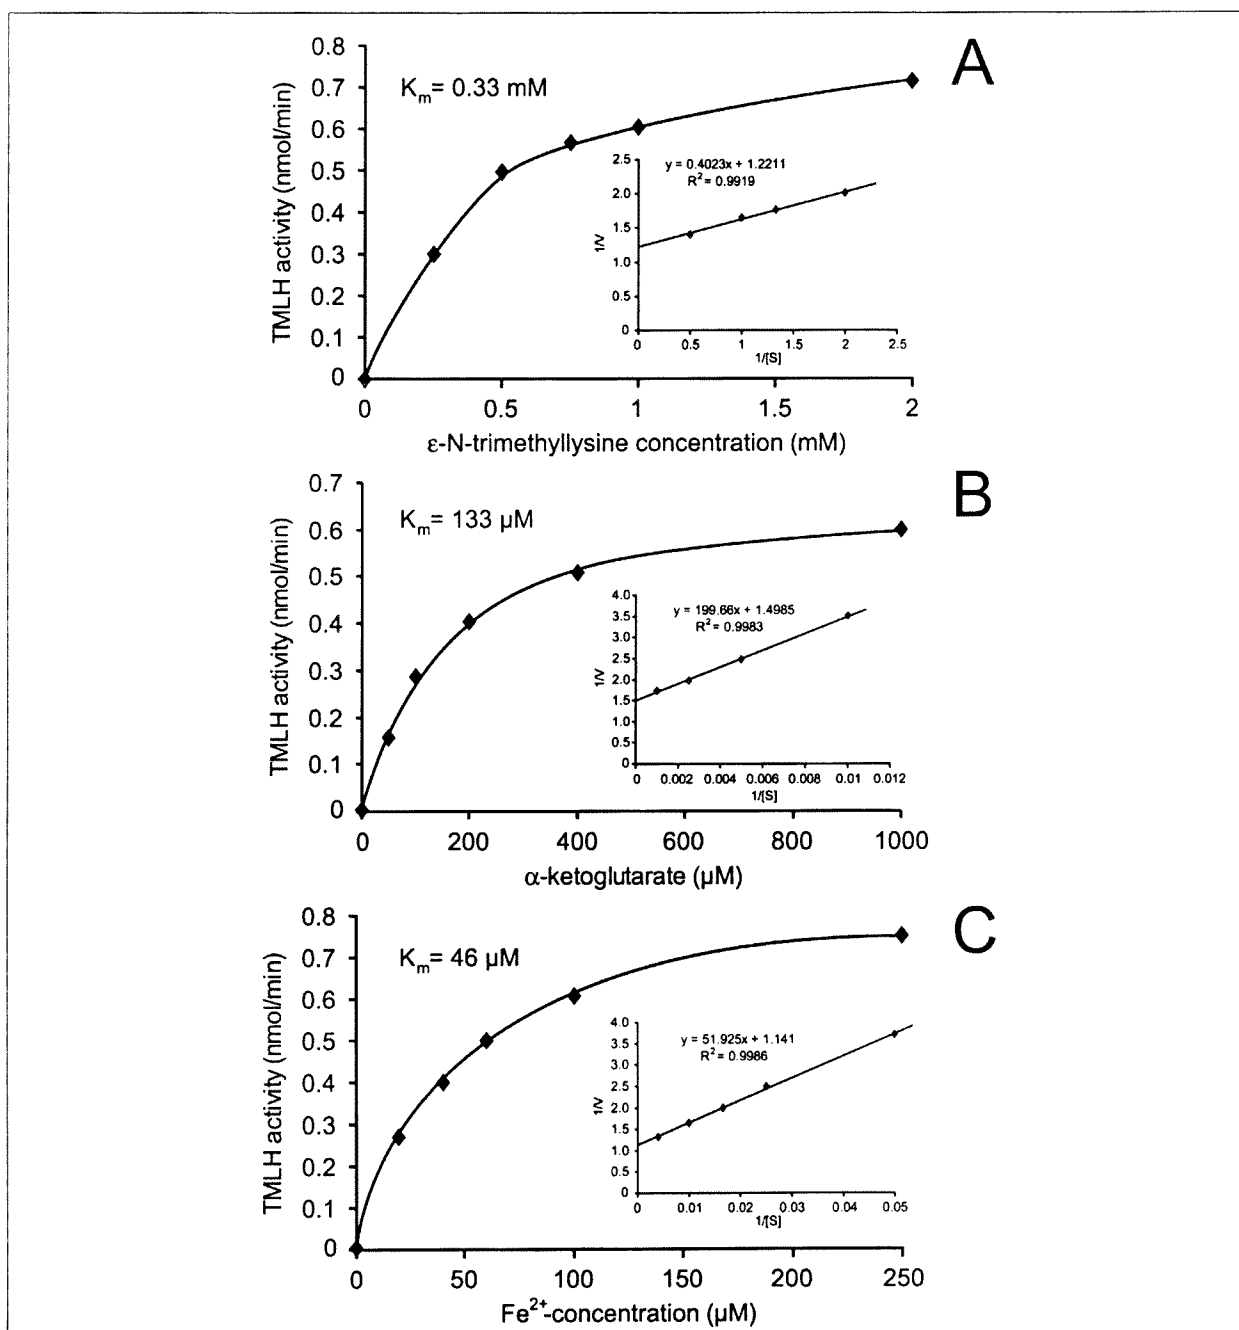 A
K_m= 0.33 mM
TMLH activity (nmol/min)
0.8
0.7
0.6
0.5
0.4
0.3
0.2
0.1
0
0 0.5 1 1.5 2
ε-N-trimethyllysine concentration (mM)
y = 0.4023x + 1.2211
R² = 0.9919
1/V
2.5
2.0
1.5
1.0
0.5
0
0 0.5 1 1.5 2 2.5
1/[S]
B
K_m= 133 µM
TMLH activity (nmol/min)
0.7
0.6
0.5
0.4
0.3
0.2
0.1
0
0 200 400 600 800 1000
α-ketoglutarate (µM)
y = 199.66x + 1.4985
R² = 0.9983
1/V
4.0
3.5
3.0
2.5
2.0
1.5
1.0
0.5
0
0 0.002 0.004 0.006 0.008 0.01 0.012
1/[S]
C
K_m= 46 µM
TMLH activity (nmol/min)
0.8
0.7
0.6
0.5
0.4
0.3
0.2
0.1
0
0 50 100 150 200 250
Fe²⁺-concentration (µM)
y = 51.925x + 1.141
R² = 0.9986
1/V
4.0
3.5
3.0
2.5
2.0
1.5
1.0
0.5
0
0 0.01 0.02 0.03 0.04 0.05
1/[S]